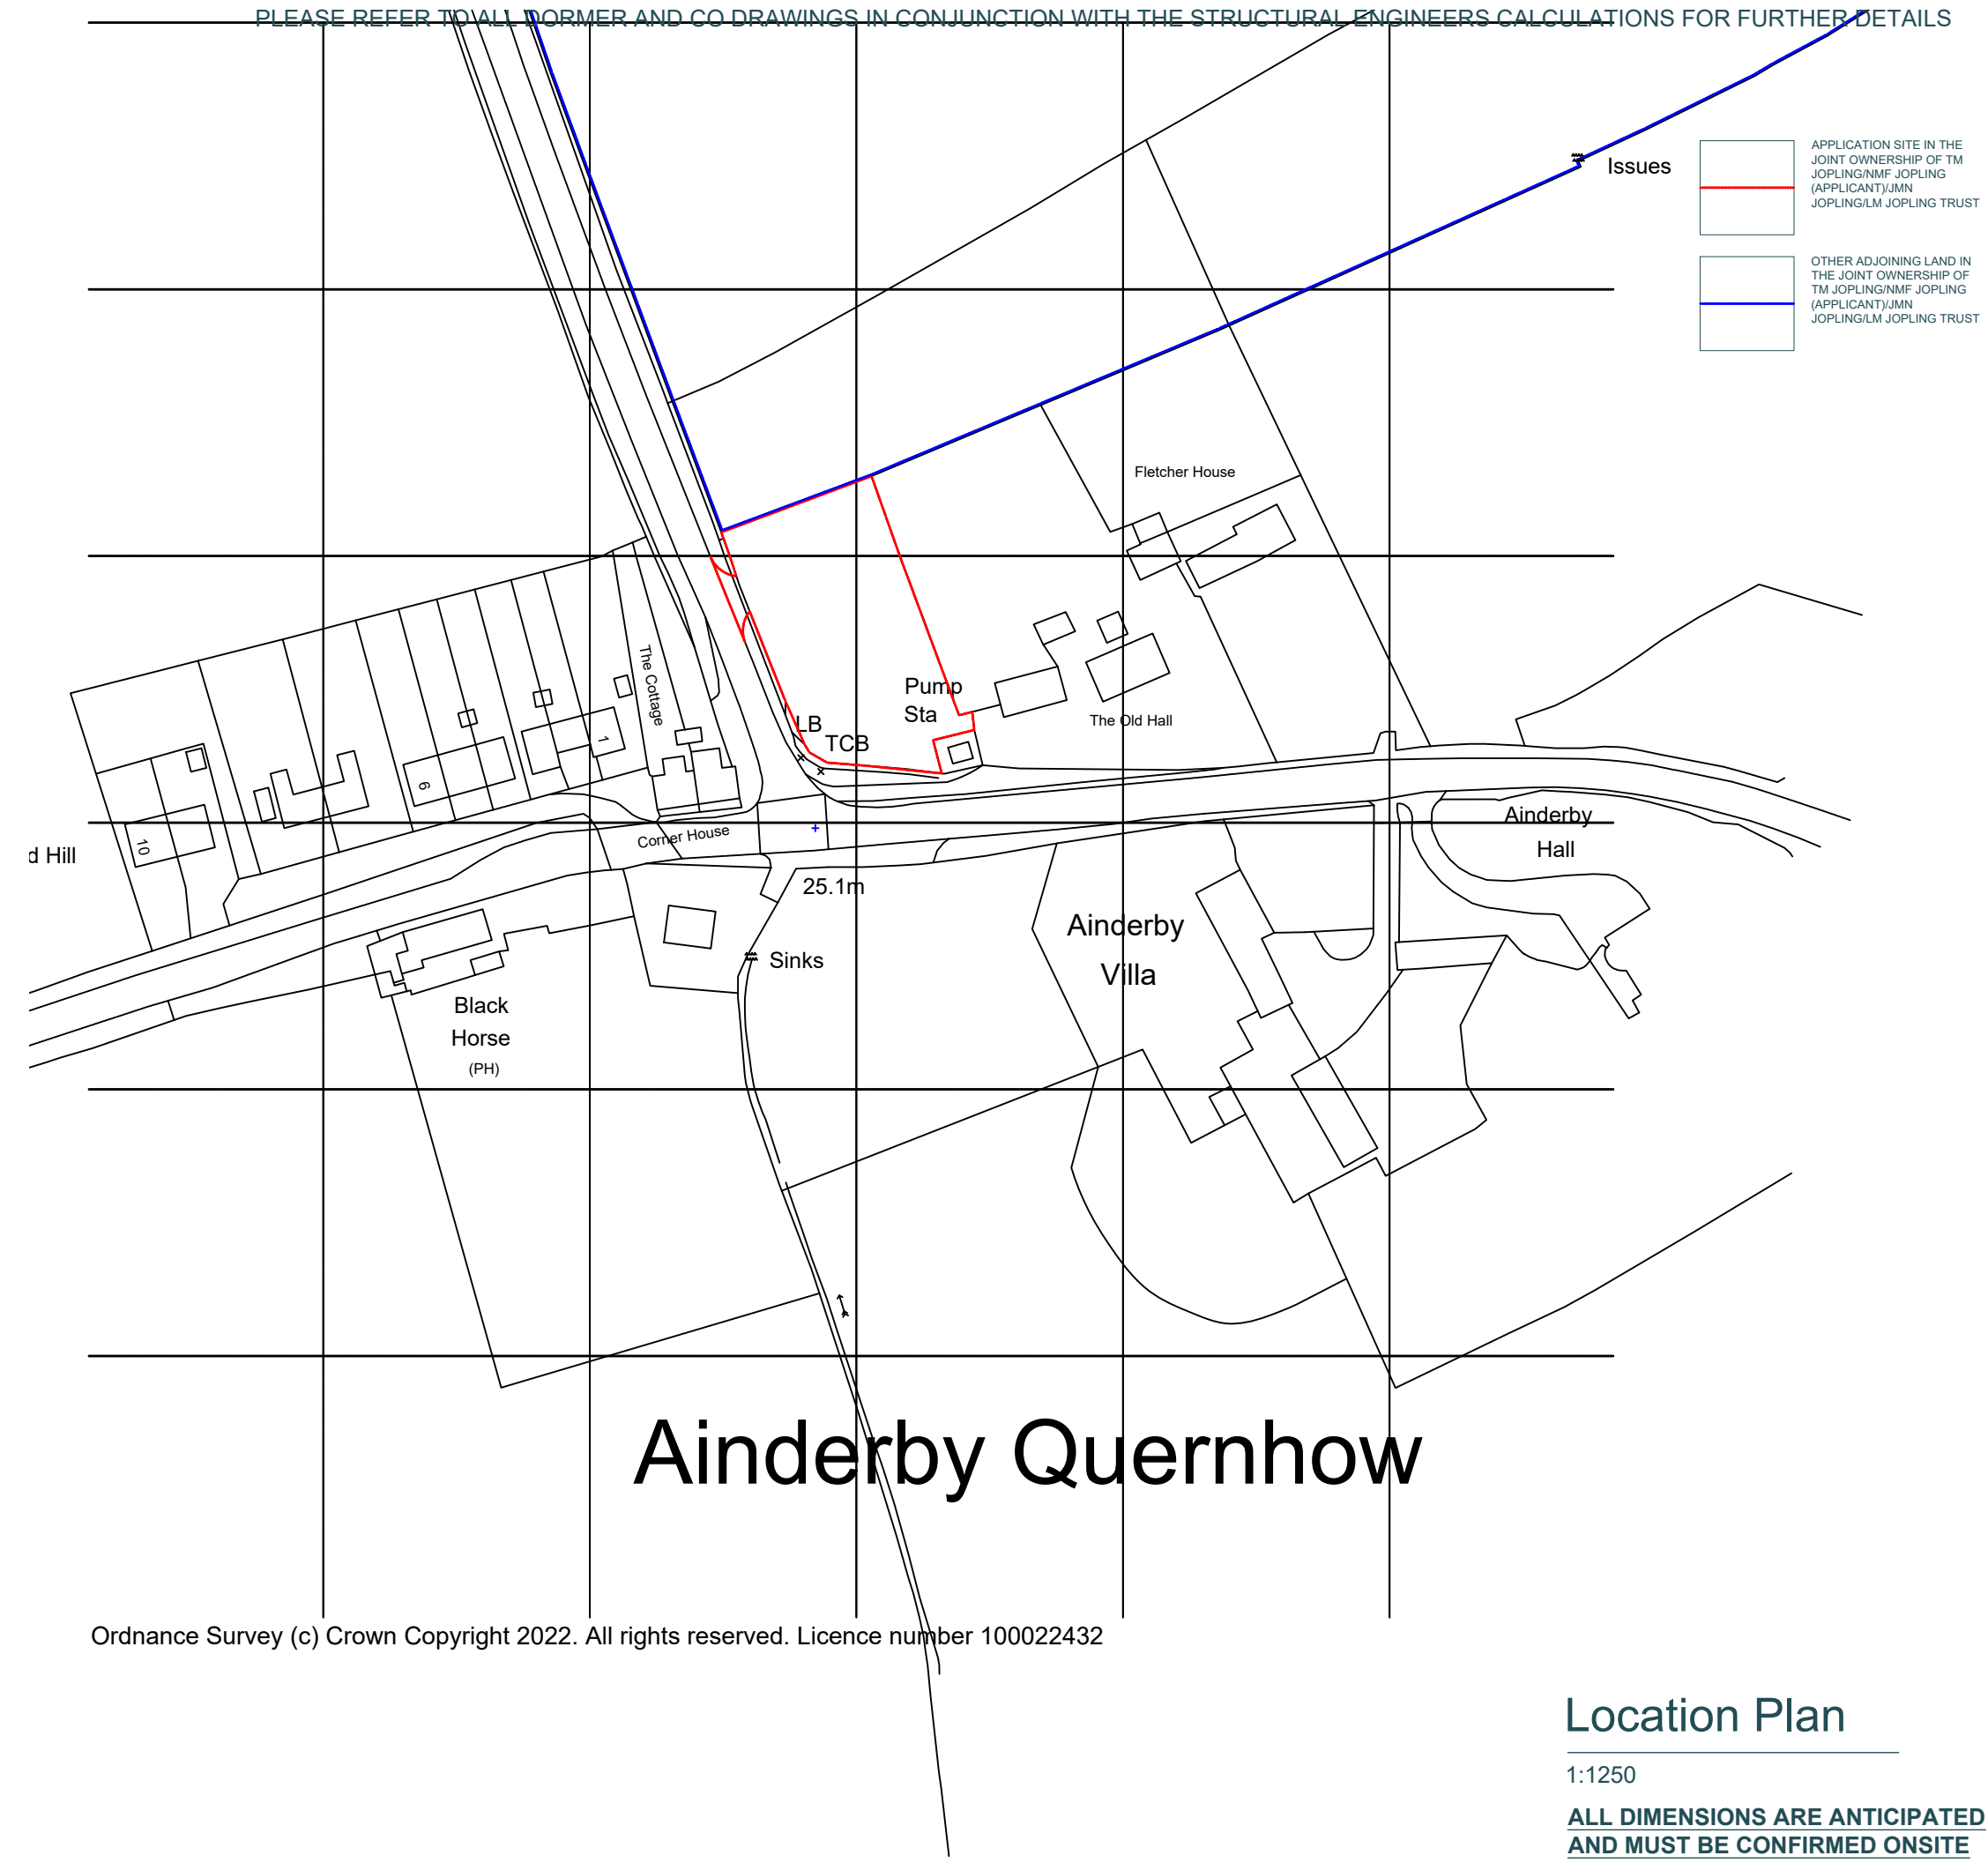 PLEASE REFER TO ALL DORMER AND CO DRAWINGS IN CONJUNCTION WITH THE STRUCTURAL ENGINEERS CALCULATIONS FOR FURTHER DETAILS
Issues
APPLICATION SITE IN THE
JOINT OWNERSHIP OF TM
JOPLING/NMF JOPLING
(APPLICANT)/JMN
JOPLING/LM JOPLING TRUST
OTHER ADJOINING LAND IN
THE JOINT OWNERSHIP OF
TM JOPLING/NMF JOPLING
(APPLICANT)/JMN
JOPLING/LM JOPLING TRUST
Fletcher House
The Cottage
Pump
Sta
The Old Hall
LB
TCB
1
6
10
Corner House
d Hill
25.1m
Ainderby
Hall
Ainderby
Villa
Sinks
Black
Horse
(PH)
Ainderby Quernhow
Ordnance Survey (c) Crown Copyright 2022. All rights reserved. Licence number 100022432
Location Plan
1:1250
ALL DIMENSIONS ARE ANTICIPATED
AND MUST BE CONFIRMED ONSITE